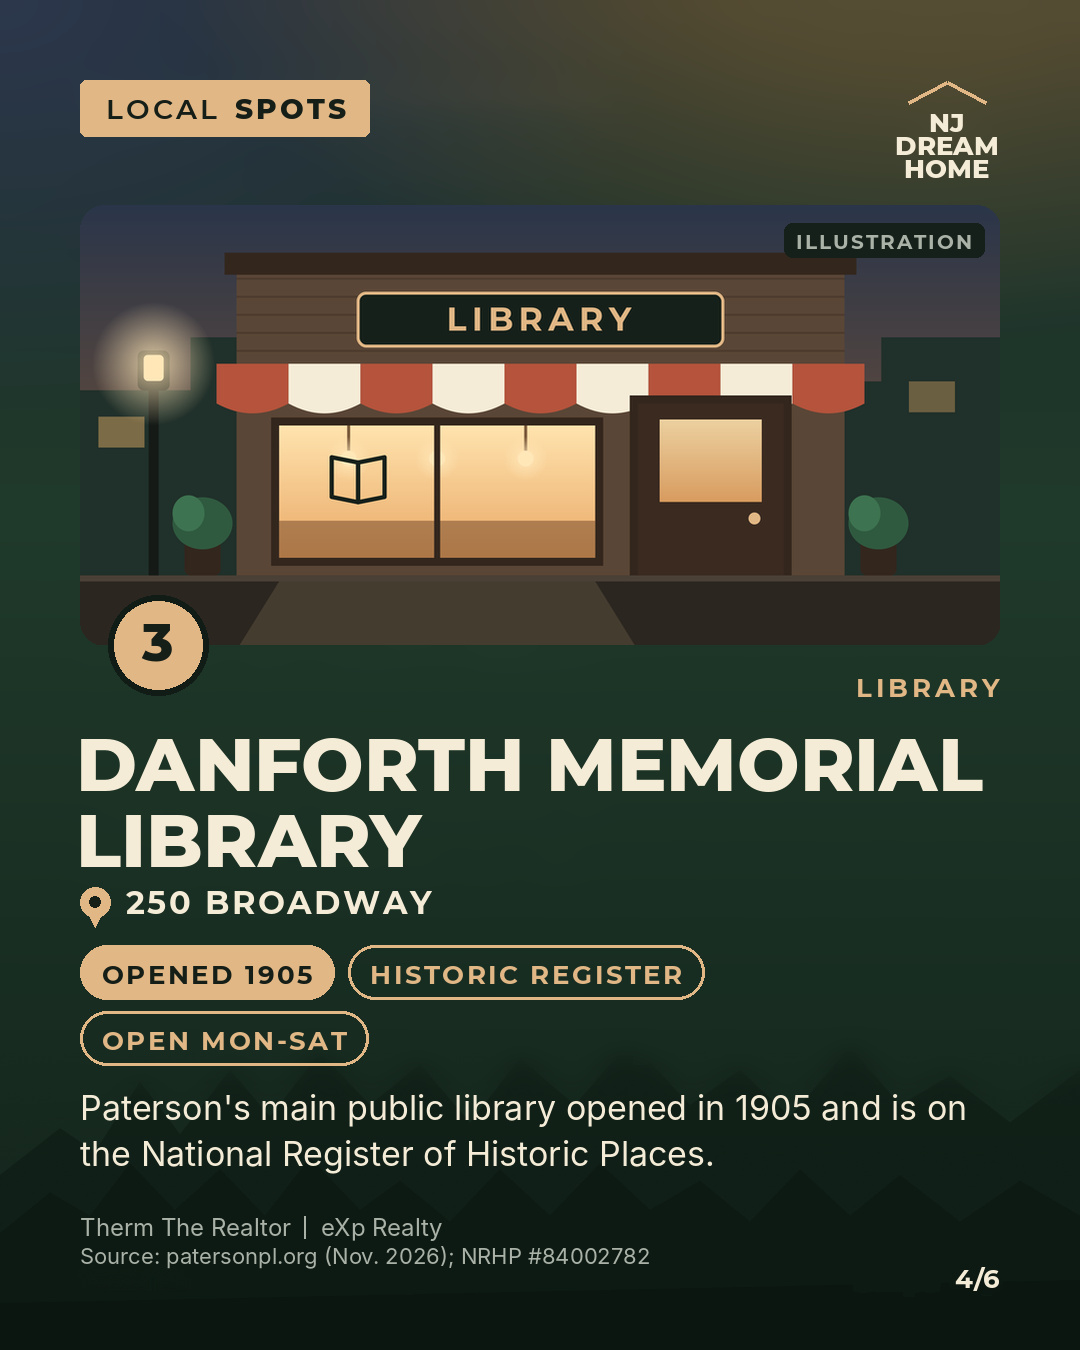 LOCAL SPOTS
NJ
DREAM
HOME
ILLUSTRATION
LIBRARY
3
LIBRARY
DANFORTH MEMORIAL
LIBRARY
250 BROADWAY
OPENED 1905
HISTORIC REGISTER
OPEN MON-SAT
Paterson's main public library opened in 1905 and is on
the National Register of Historic Places.
Therm The Realtor | eXp Realty
Source: patersonpl.org (Nov. 2026); NRHP #84002782
4/6